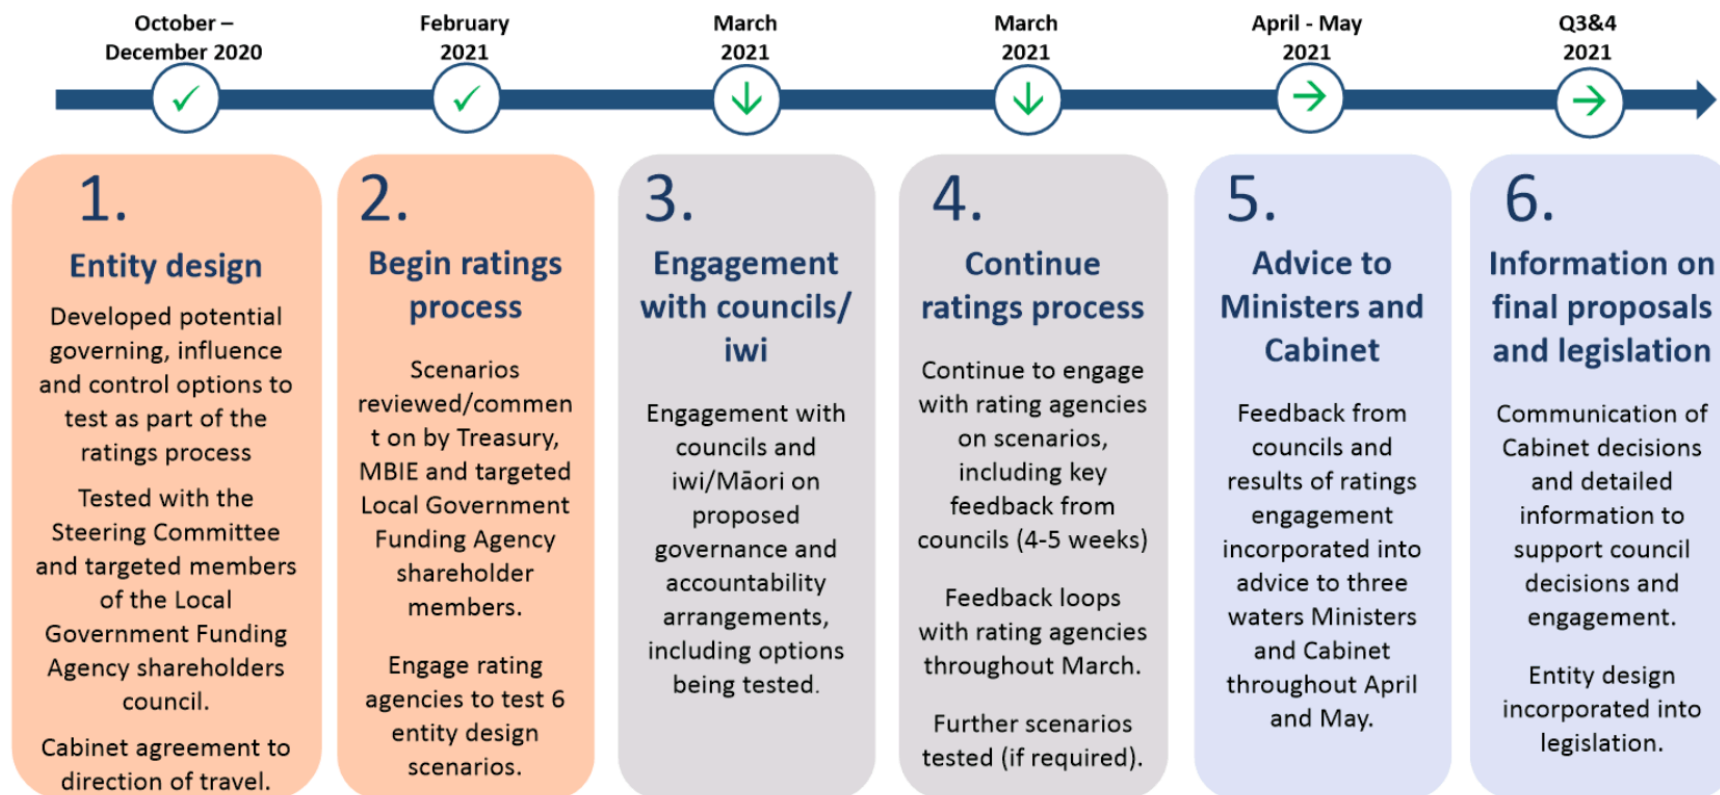 October –
December 2020
February
2021
March
2021
March
2021
April - May
2021
Q3&4
2021
1.
Entity design
Developed potential
governing, influence
and control options to
test as part of the
ratings process
Tested with the
Steering Committee
and targeted members
of the Local
Government Funding
Agency shareholders
council.
Cabinet agreement to
direction of travel.
2.
Begin ratings
process
Scenarios
reviewed/commen
t on by Treasury,
MBIE and targeted
Local Government
Funding Agency
shareholder
members.
Engage rating
agencies to test 6
entity design
scenarios.
3.
Engagement
with councils/
iwi
Engagement with
councils and
iwi/Māori on
proposed
governance and
accountability
arrangements,
including options
being tested.
4.
Continue
ratings process
Continue to engage
with rating agencies
on scenarios,
including key
feedback from
councils (4-5 weeks)
Feedback loops
with rating agencies
throughout March.
Further scenarios
tested (if required).
5.
Advice to
Ministers and
Cabinet
Feedback from
councils and
results of ratings
engagement
incorporated into
advice to three
waters Ministers
and Cabinet
throughout April
and May.
6.
Information on
final proposals
and legislation
Communication of
Cabinet decisions
and detailed
information to
support council
decisions and
engagement.
Entity design
incorporated into
legislation.